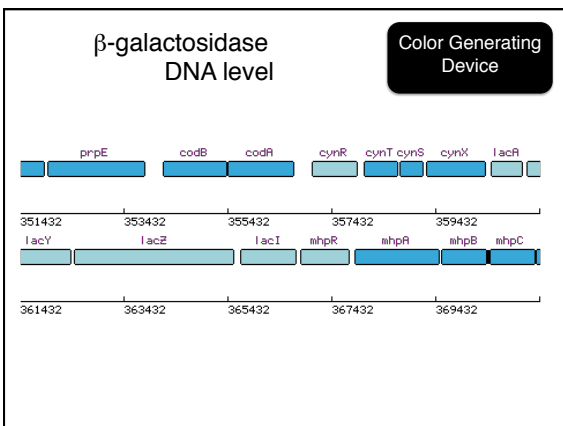 β-galactosidase
DNA level
Color Generating
Device
prpE codB codA cynR cynT cynS cynX lacA
351432 353432 355432 357432 359432
lacY lacZ lacI mhpR mhpA mhpB mhpC
361432 363432 365432 367432 369432